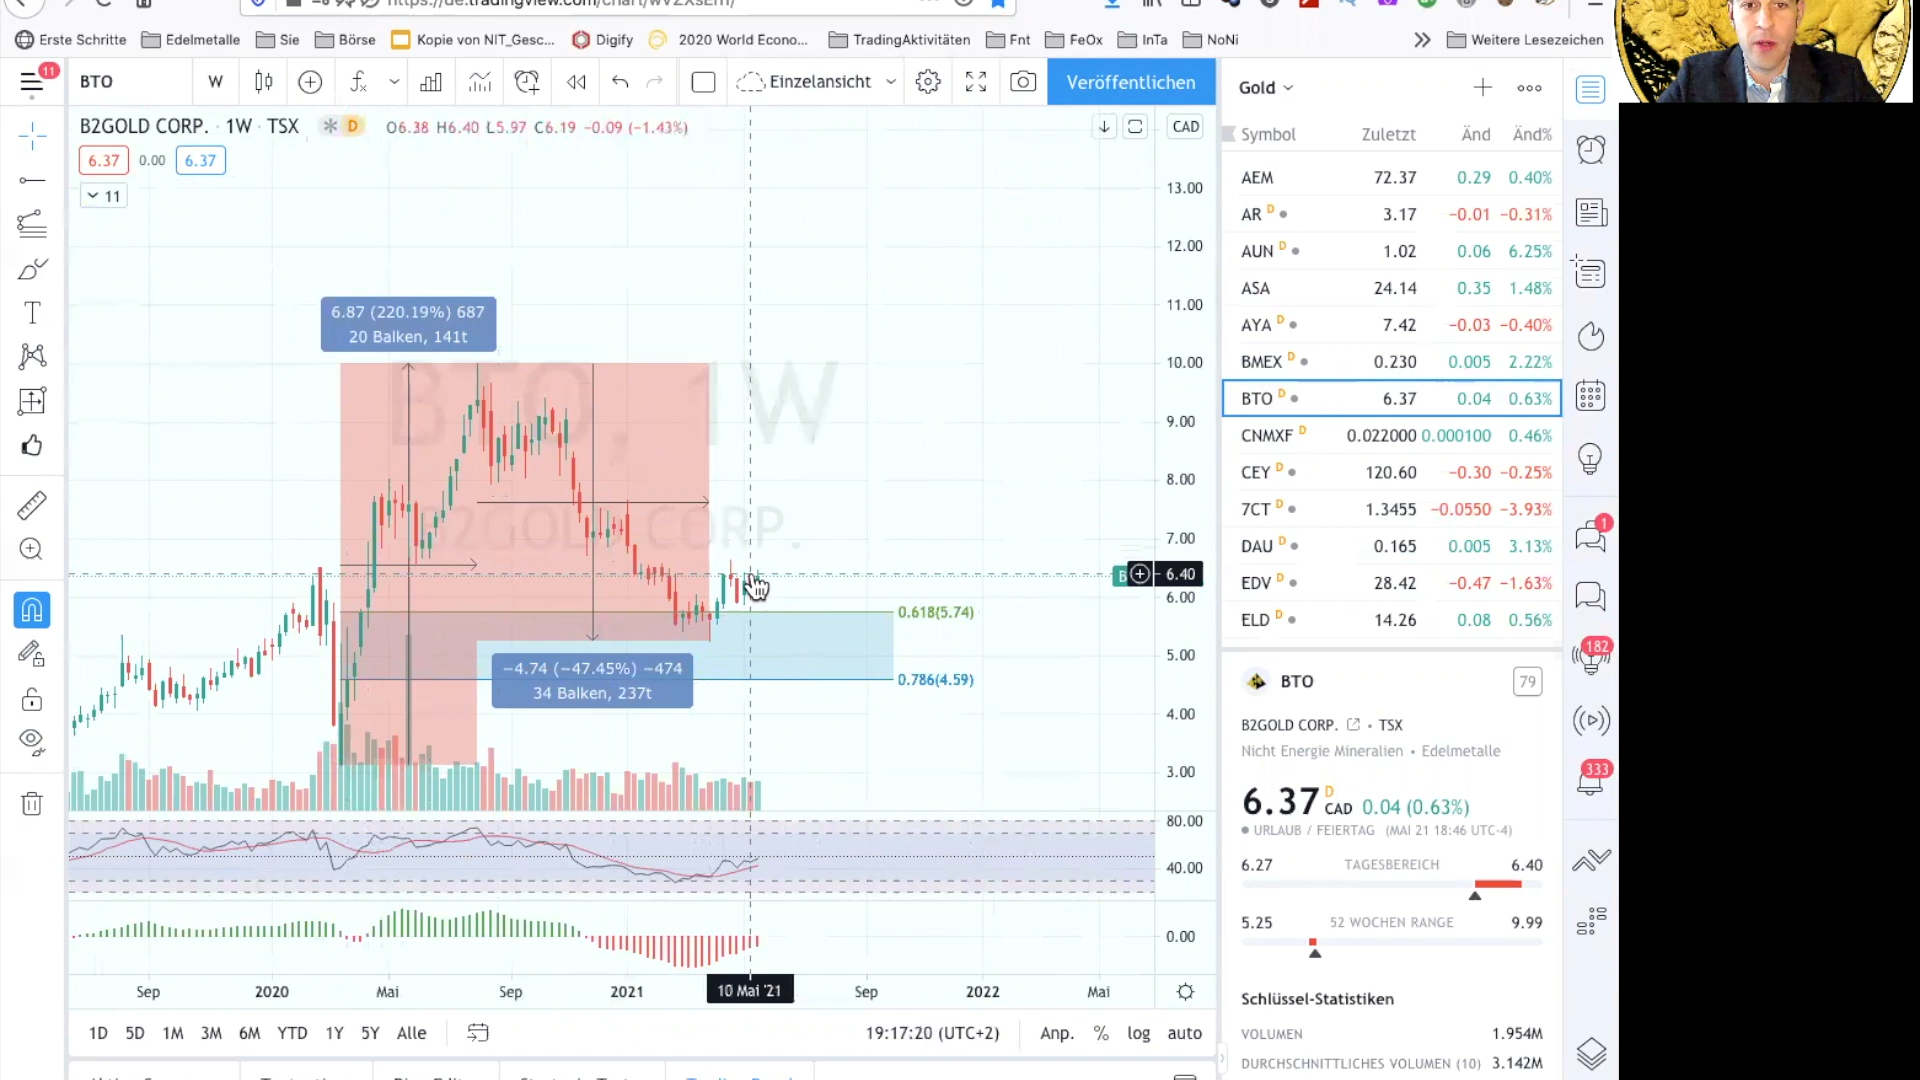 Erste Schritte Edelmetalle Sie Börse Kopie von NIT_Gesc... Digify 2020 World Econo... TradingAktivitäten Fnt FeOx InTa NoNi Weitere Lesezeichen
11
BTO W Einzelansicht Veröffentlichen
B2GOLD CORP. · 1W · TSX D O6.38 H6.40 L5.97 C6.19 −0.09 (−1.43%) CAD
6.37 0.00 6.37
11
6.87 (220.19%) 687
20 Balken, 141t
BTO, 1W
B2GOLD CORP.
−4.74 (−47.45%) −474
34 Balken, 237t
0.618(5.74)
0.786(4.59)
13.00
12.00
11.00
10.00
9.00
8.00
7.00
6.40
6.00
5.00
4.00
3.00
80.00
40.00
0.00
Sep 2020 Mai Sep 2021 10 Mai '21 Sep 2022 Mai
1D 5D 1M 3M 6M YTD 1Y 5Y Alle 19:17:20 (UTC+2) Anp. % log auto
Gold
Symbol Zuletzt Änd Änd%
AEM 72.37 0.29 0.40%
AR D 3.17 −0.01 −0.31%
AUN D 1.02 0.06 6.25%
ASA 24.14 0.35 1.48%
AYA D 7.42 −0.03 −0.40%
BMEX D 0.230 0.005 2.22%
BTO D 6.37 0.04 0.63%
CNMXF D 0.022000 0.000100 0.46%
CEY D 120.60 −0.30 −0.25%
7CT D 1.3455 −0.0550 −3.93%
DAU D 0.165 0.005 3.13%
EDV D 28.42 −0.47 −1.63%
ELD D 14.26 0.08 0.56%
BTO 79
B2GOLD CORP. • TSX
Nicht Energie Mineralien • Edelmetalle
6.37 D CAD 0.04 (0.63%)
URLAUB / FEIERTAG (MAI 21 18:46 UTC-4)
6.27 TAGESBEREICH 6.40
5.25 52 WOCHEN RANGE 9.99
Schlüssel-Statistiken
VOLUMEN 1.954M
DURCHSCHNITTLICHES VOLUMEN (10) 3.142M
1
182
333